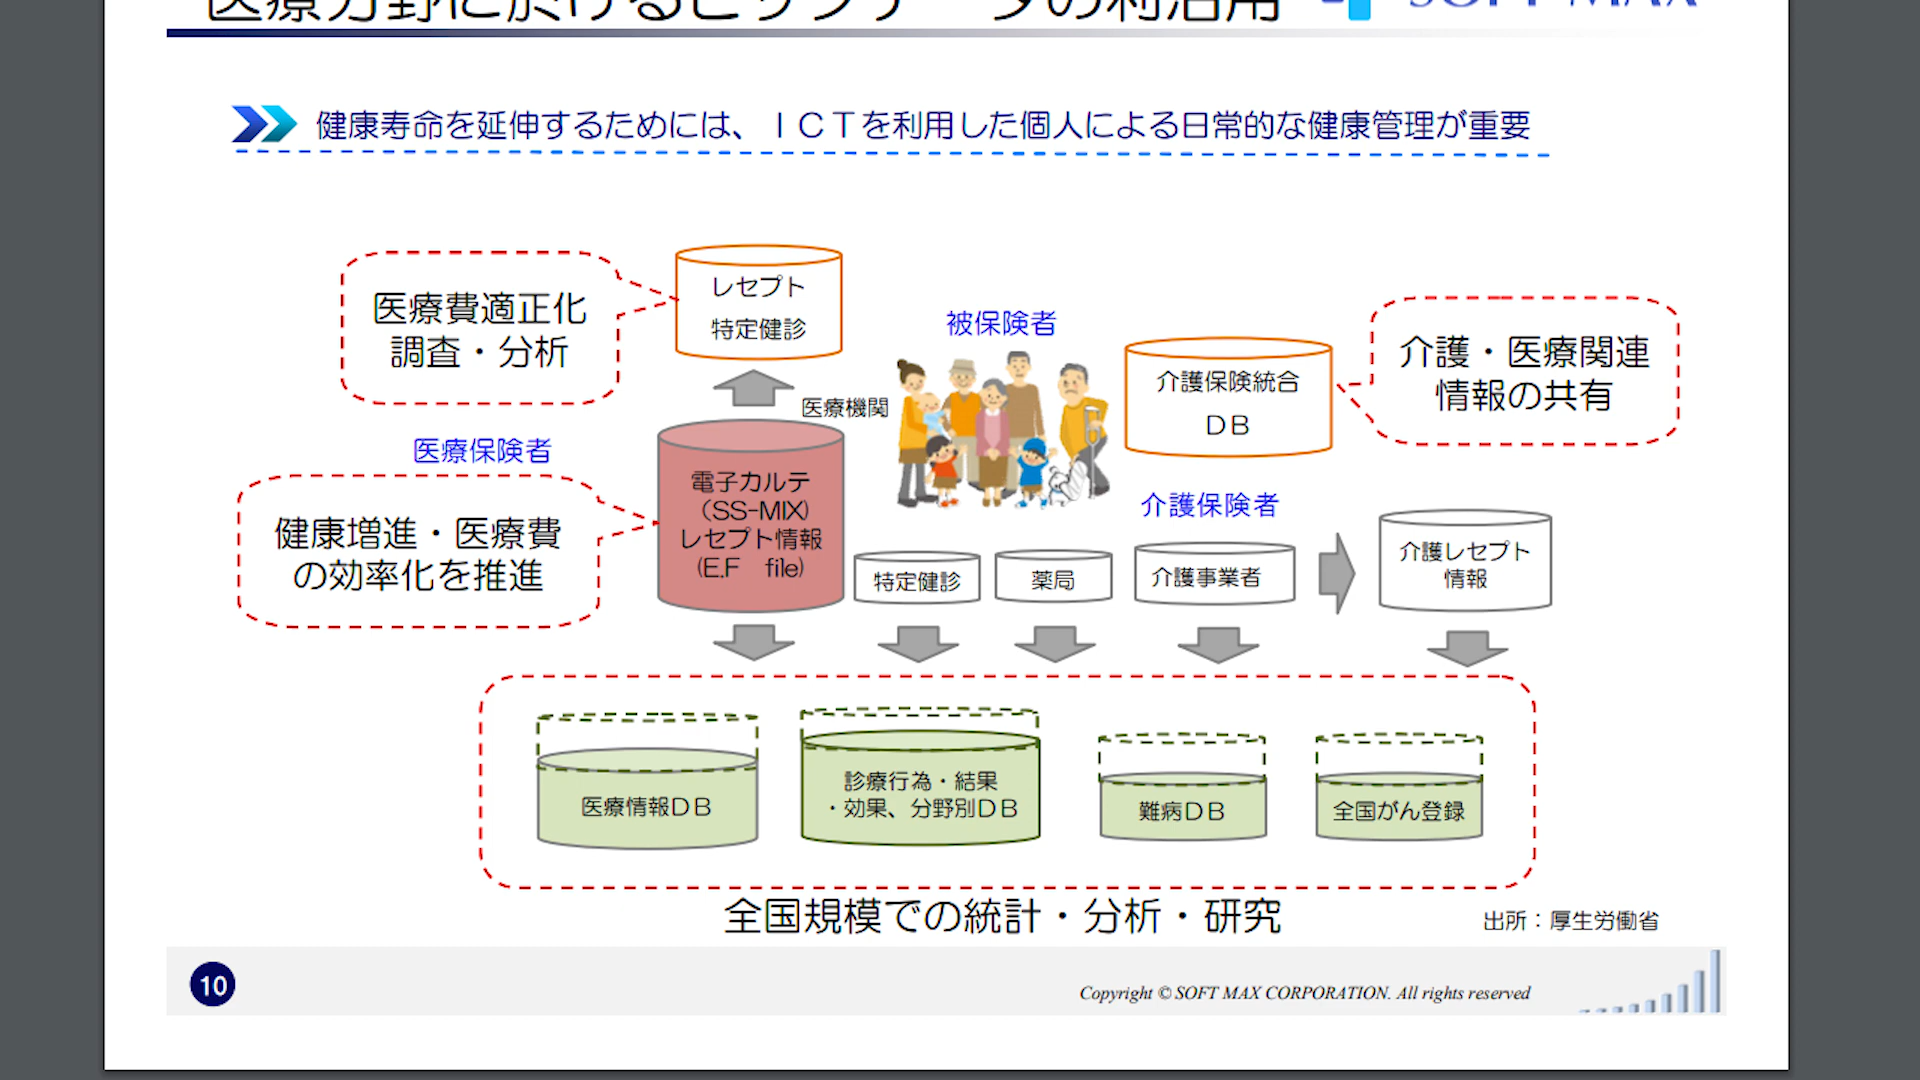 医療分野に於けるビッグデータの利活用
SOFT MAX
健康寿命を延伸するためには、ＩＣＴを利用した個人による日常的な健康管理が重要
医療費適正化
調査・分析
レセプト
特定健診
被保険者
介護保険統合
ＤＢ
介護・医療関連
情報の共有
医療機関
医療保険者
健康増進・医療費
の効率化を推進
電子カルテ
（SS-MIX)
レセプト情報
(E.F　file)
介護保険者
特定健診
薬局
介護事業者
介護レセプト
情報
医療情報ＤＢ
診療行為・結果
・効果、分野別ＤＢ
難病ＤＢ
全国がん登録
全国規模での統計・分析・研究
出所：厚生労働省
10
Copyright © SOFT MAX CORPORATION. All rights reserved